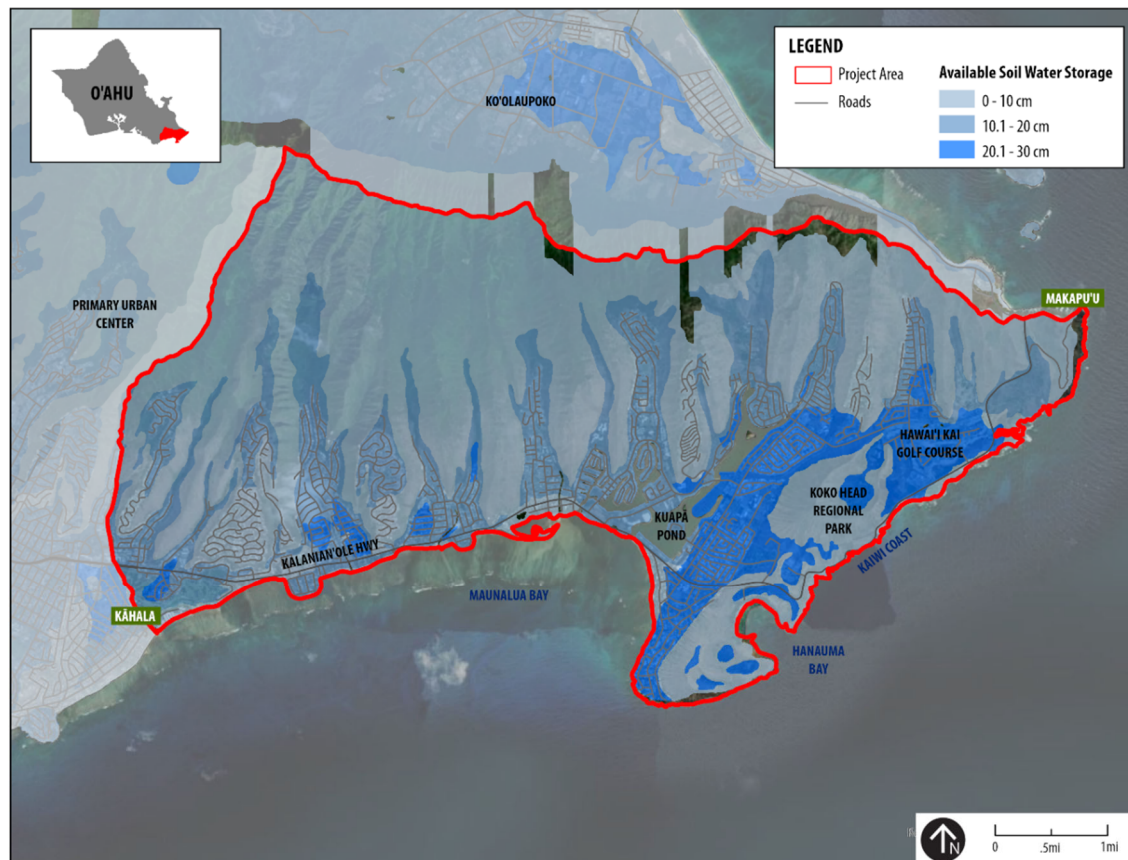 O'AHU
LEGEND
Project Area
Roads
Available Soil Water Storage
0 - 10 cm
10.1 - 20 cm
20.1 - 30 cm
KO'OLAUPOKO
PRIMARY URBAN
CENTER
MAKAPU'U
HAWAI'I KAI
GOLF COURSE
KOKO HEAD
REGIONAL
PARK
KUAPĀ
POND
KALANIAN'OLE HWY
KAIWI COAST
MAUNALUA BAY
KĀHALA
HANAUMA
BAY
N
0 .5mi 1mi